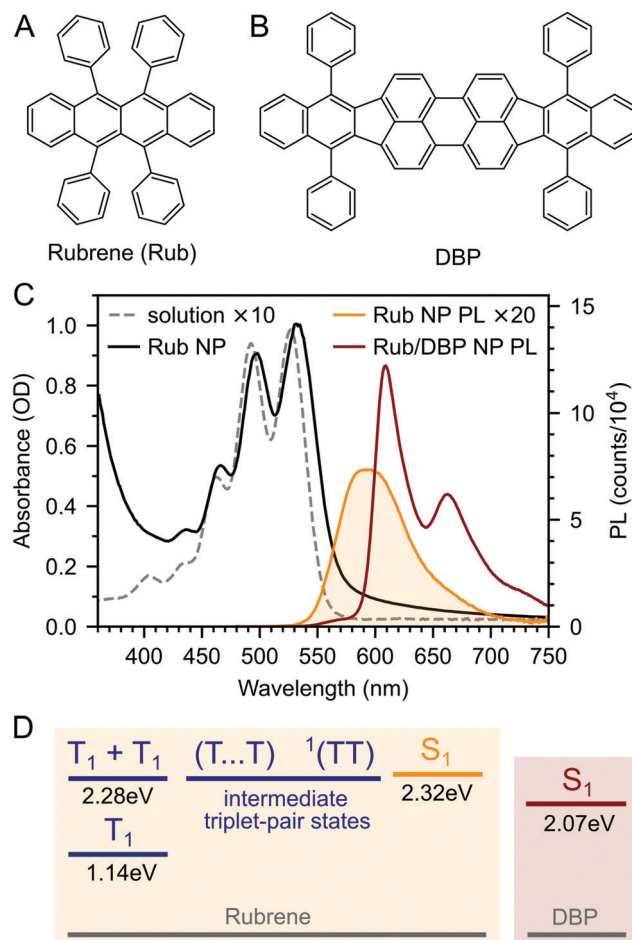 A
B
Rubrene (Rub)
DBP
C
solution ×10
Rub NP
Rub NP PL ×20
Rub/DBP NP PL
Absorbance (OD)
1.0
0.8
0.6
0.4
0.2
0.0
15
10
5
0
PL (counts/10⁴)
400 450 500 550 600 650 700 750
Wavelength (nm)
D
T₁ + T₁ (T...T) ¹(TT) S₁
2.28eV
intermediate
triplet-pair states
2.32eV
S₁
2.07eV
T₁
1.14eV
Rubrene
DBP